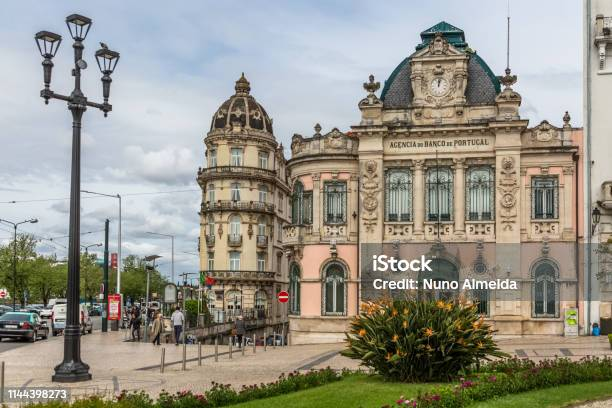 AGENCIA DO BANCO DE PORTUGAL
iStock
Credit: Nuno Almeida
1144398273